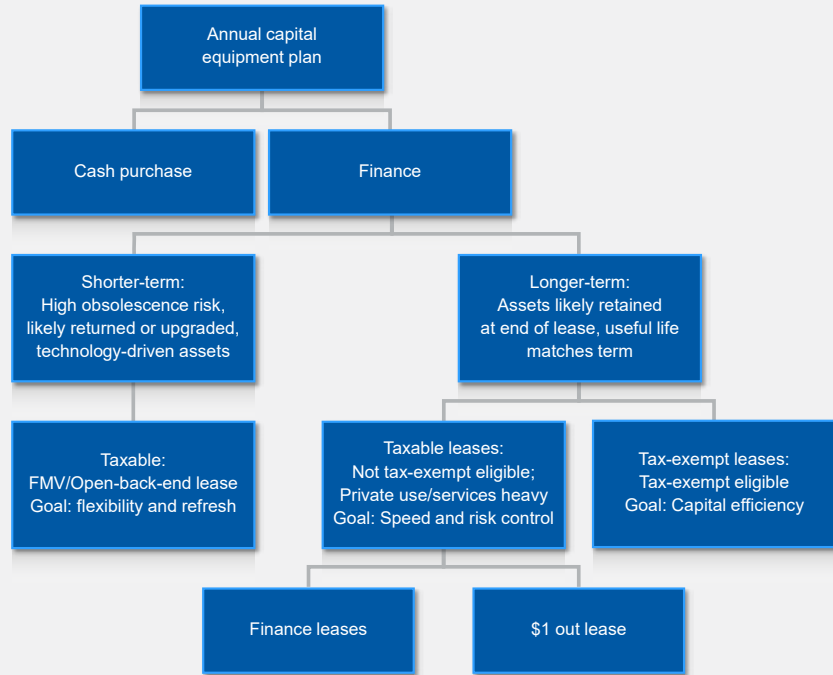 Annual capital
equipment plan
Cash purchase
Finance
Shorter-term:
High obsolescence risk,
likely returned or upgraded,
technology-driven assets
Longer-term:
Assets likely retained
at end of lease, useful life
matches term
Taxable:
FMV/Open-back-end lease
Goal: flexibility and refresh
Taxable leases:
Not tax-exempt eligible;
Private use/services heavy
Goal: Speed and risk control
Tax-exempt leases:
Tax-exempt eligible
Goal: Capital efficiency
Finance leases
$1 out lease